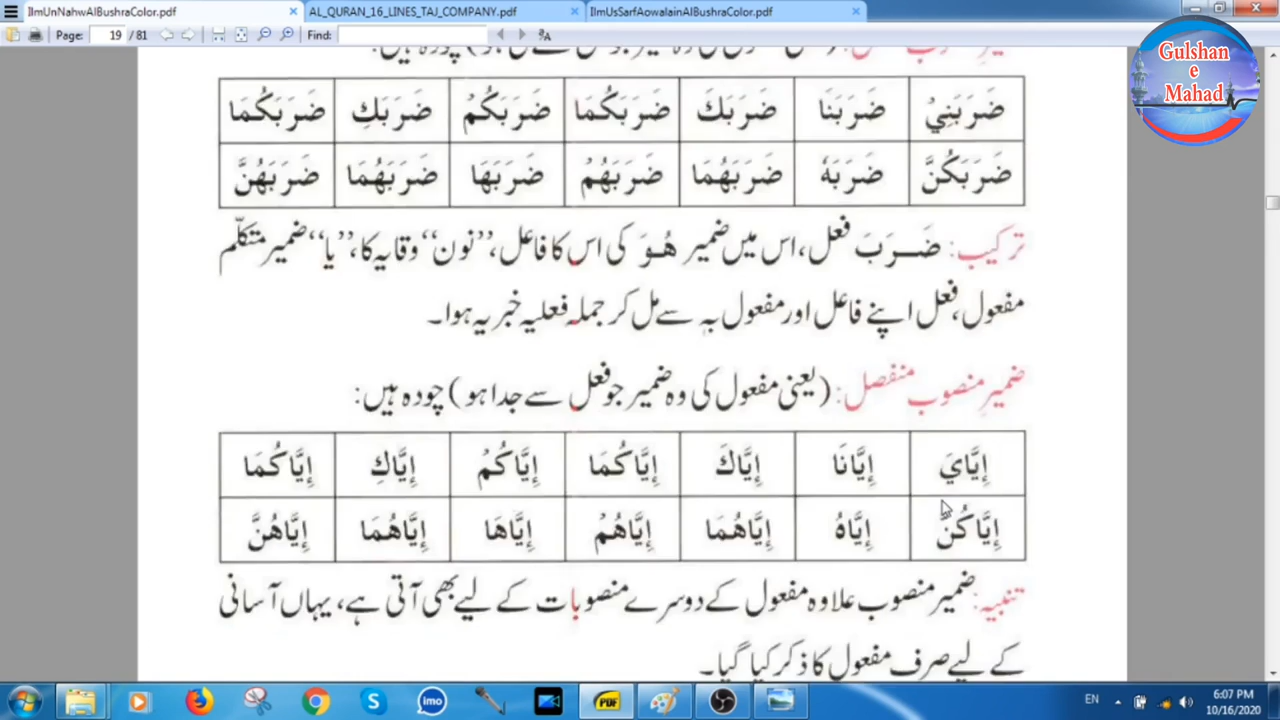 IlmUnNahwAlBushraColor.pdf AL_QURAN_16_LINES_TAJ_COMPANY.pdf IlmUsSarfAowalainAlBushraColor.pdf
Page: 19 / 81 Find:
Gulshan
e
Mahad
ضَرَبَنِيْ ضَرَبَنَا ضَرَبَكَ ضَرَبَكُمَا ضَرَبَكُمْ ضَرَبَكِ ضَرَبَكُمَا
ضَرَبَكُنَّ ضَرَبَهٗ ضَرَبَهُمَا ضَرَبَهُمْ ضَرَبَهَا ضَرَبَهُمَا ضَرَبَهُنَّ
ترکیب: ضَرَبَ فعل، اس میں ضمیر هُوَ کی اس کا فاعل، ”نون“ وقایہ کا، ”یا“ ضمیر متکلّم
مفعول، فعل اپنے فاعل اور مفعول بہٖ سے مل کر جملہ فعلیہ خبریہ ہوا۔
ضمیرِ منصوب منفصل: (یعنی مفعول کی وہ ضمیر جو فعل سے جدا ہو) چودہ ہیں:
إِيَّايَ إِيَّانَا إِيَّاكَ إِيَّاكُمَا إِيَّاكُمْ إِيَّاكِ إِيَّاكُمَا
إِيَّاكُنَّ إِيَّاهُ إِيَّاهُمَا إِيَّاهُمْ إِيَّاهَا إِيَّاهُمَا إِيَّاهُنَّ
تنبیہ: ضمیر منصوب علاوہ مفعول کے دوسرے منصوبات کے لیے بھی آتی ہے، یہاں آسانی
کے لیے صرف مفعول کا ذکر کیا گیا۔
EN 6:07 PM
10/16/2020